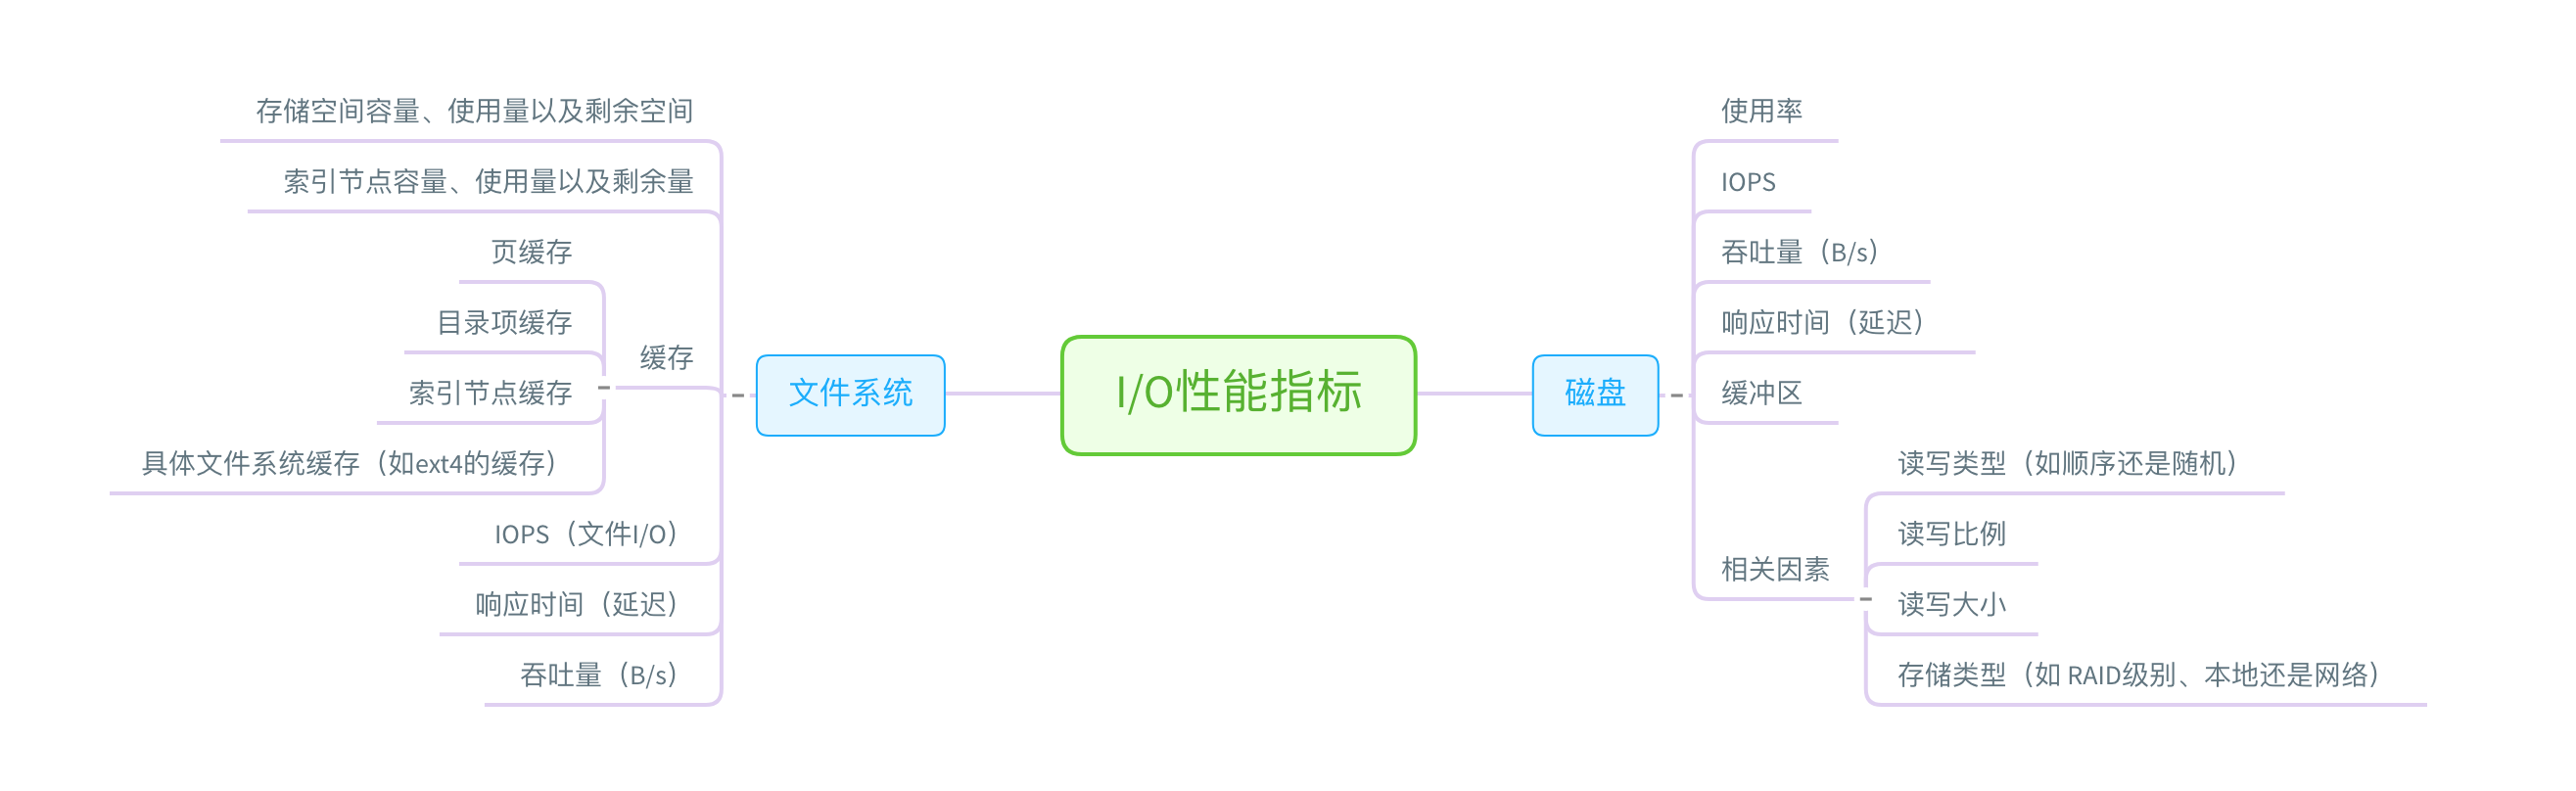 I/O性能指标
文件系统
存储空间容量、使用量以及剩余空间
索引节点容量、使用量以及剩余量
缓存
页缓存
目录项缓存
索引节点缓存
具体文件系统缓存（如ext4的缓存）
IOPS（文件I/O）
响应时间（延迟）
吞吐量（B/s）
磁盘
使用率
IOPS
吞吐量（B/s）
响应时间（延迟）
缓冲区
相关因素
读写类型（如顺序还是随机）
读写比例
读写大小
存储类型（如 RAID级别、本地还是网络）